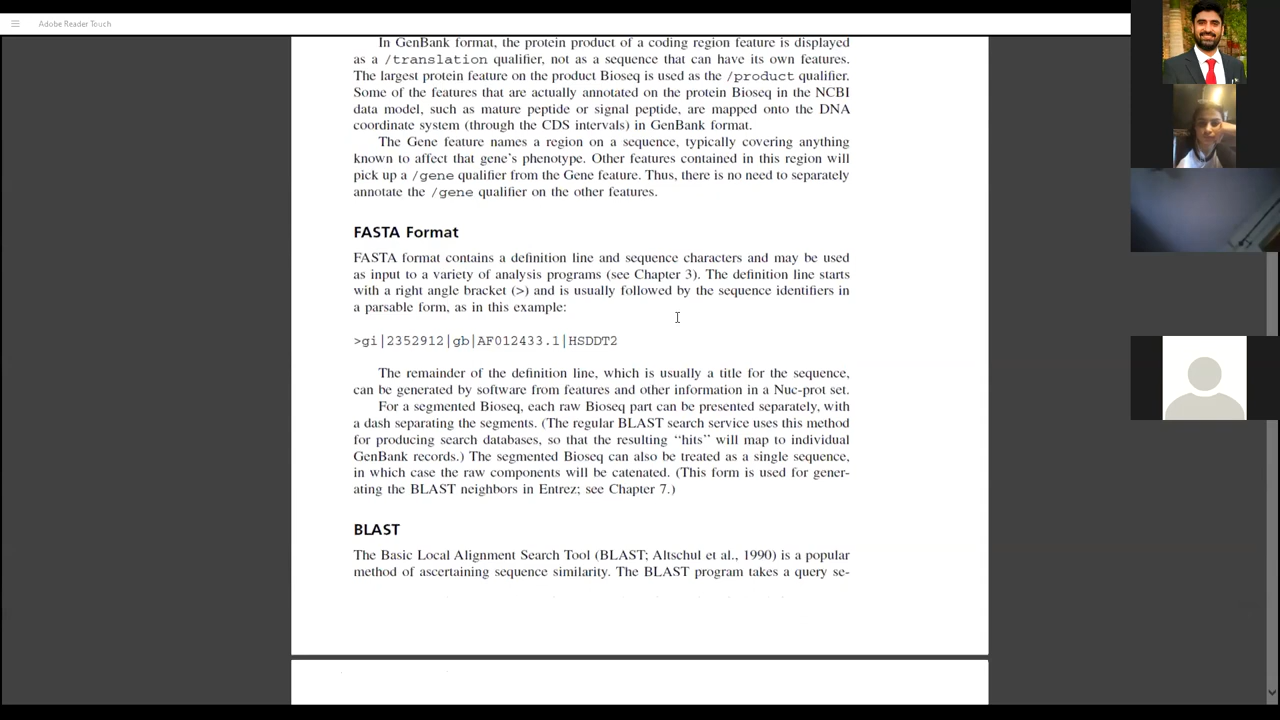 Adobe Reader Touch
In GenBank format, the protein product of a coding region feature is displayed
as a /translation qualifier, not as a sequence that can have its own features.
The largest protein feature on the product Bioseq is used as the /product qualifier.
Some of the features that are actually annotated on the protein Bioseq in the NCBI
data model, such as mature peptide or signal peptide, are mapped onto the DNA
coordinate system (through the CDS intervals) in GenBank format.
The Gene feature names a region on a sequence, typically covering anything
known to affect that gene's phenotype. Other features contained in this region will
pick up a /gene qualifier from the Gene feature. Thus, there is no need to separately
annotate the /gene qualifier on the other features.
FASTA Format
FASTA format contains a definition line and sequence characters and may be used
as input to a variety of analysis programs (see Chapter 3). The definition line starts
with a right angle bracket (>) and is usually followed by the sequence identifiers in
a parsable form, as in this example:
>gi|2352912|gb|AF012433.1|HSDDT2
The remainder of the definition line, which is usually a title for the sequence,
can be generated by software from features and other information in a Nuc-prot set.
For a segmented Bioseq, each raw Bioseq part can be presented separately, with
a dash separating the segments. (The regular BLAST search service uses this method
for producing search databases, so that the resulting “hits” will map to individual
GenBank records.) The segmented Bioseq can also be treated as a single sequence,
in which case the raw components will be catenated. (This form is used for gener-
ating the BLAST neighbors in Entrez; see Chapter 7.)
BLAST
The Basic Local Alignment Search Tool (BLAST; Altschul et al., 1990) is a popular
method of ascertaining sequence similarity. The BLAST program takes a query se-